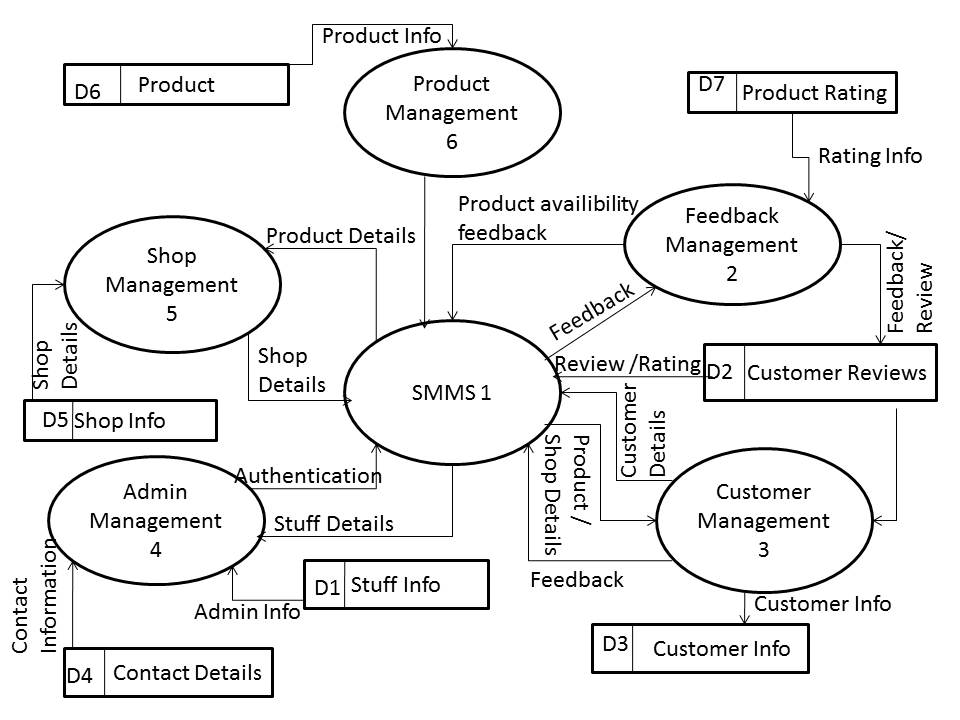 Product Info
D6
Product
Product
Management
6
D7
Product Rating
Rating Info
Product availibility
feedback
Feedback
Management
2
Shop
Management
5
Product Details
Feedback
Feedback/
Review
Shop
Details
Shop
Details
SMMS 1
Review /Rating
D2
Customer Reviews
D5
Shop Info
Customer
Details
Product /
Shop Details
Authentication
Admin
Management
4
Stuff Details
Customer
Management
3
Contact
Information
D1
Stuff Info
Admin Info
Feedback
Customer Info
D4
Contact Details
D3
Customer Info